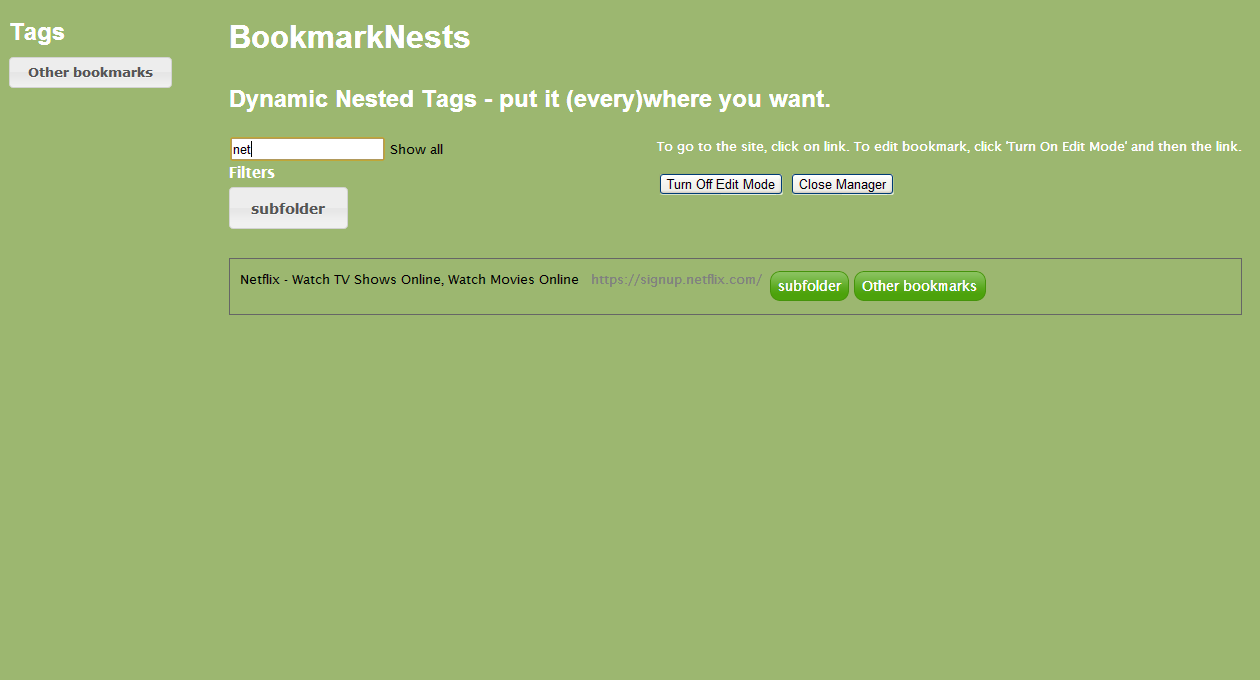 Tags
Other bookmarks
BookmarkNests
Dynamic Nested Tags - put it (every)where you want.
net Show all
To go to the site, click on link. To edit bookmark, click 'Turn On Edit Mode' and then the link.
Filters
Turn Off Edit Mode Close Manager
subfolder
Netflix - Watch TV Shows Online, Watch Movies Online https://signup.netflix.com/ subfolder Other bookmarks